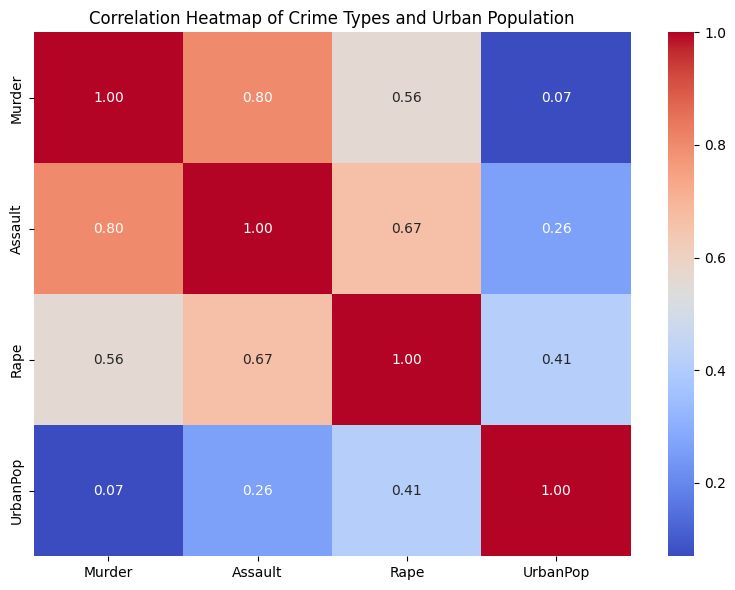 Correlation Heatmap of Crime Types and Urban Population
Murder
1.00 0.80 0.56 0.07
Assault
0.80 1.00 0.67 0.26
Rape
0.56 0.67 1.00 0.41
UrbanPop
0.07 0.26 0.41 1.00
Murder Assault Rape UrbanPop
1.0
0.8
0.6
0.4
0.2